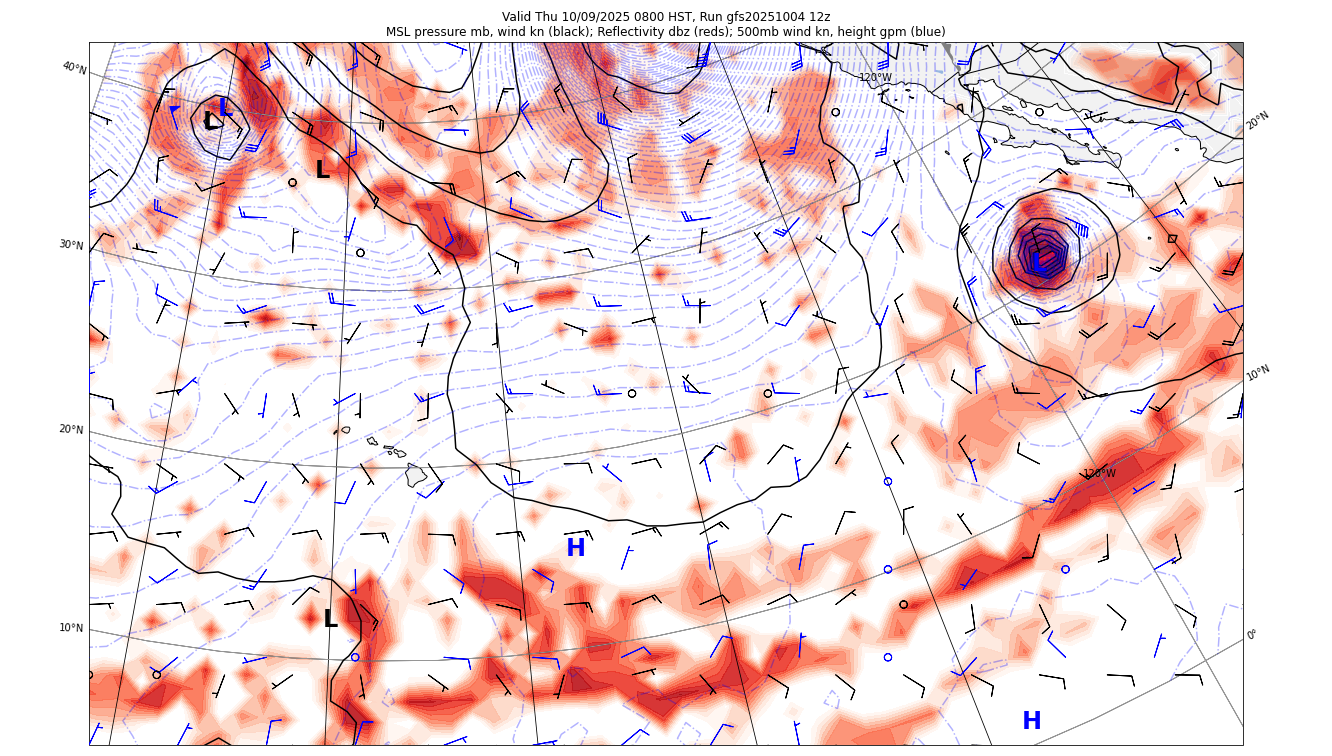 Valid Thu 10/09/2025 0800 HST, Run gfs20251004 12z
MSL pressure mb, wind kn (black); Reflectivity dbz (reds); 500mb wind kn, height gpm (blue)
40°N
120°W
20°N
L
L
L
30°N
L
10°N
20°N
120°W
H
L
10°N
0°
H